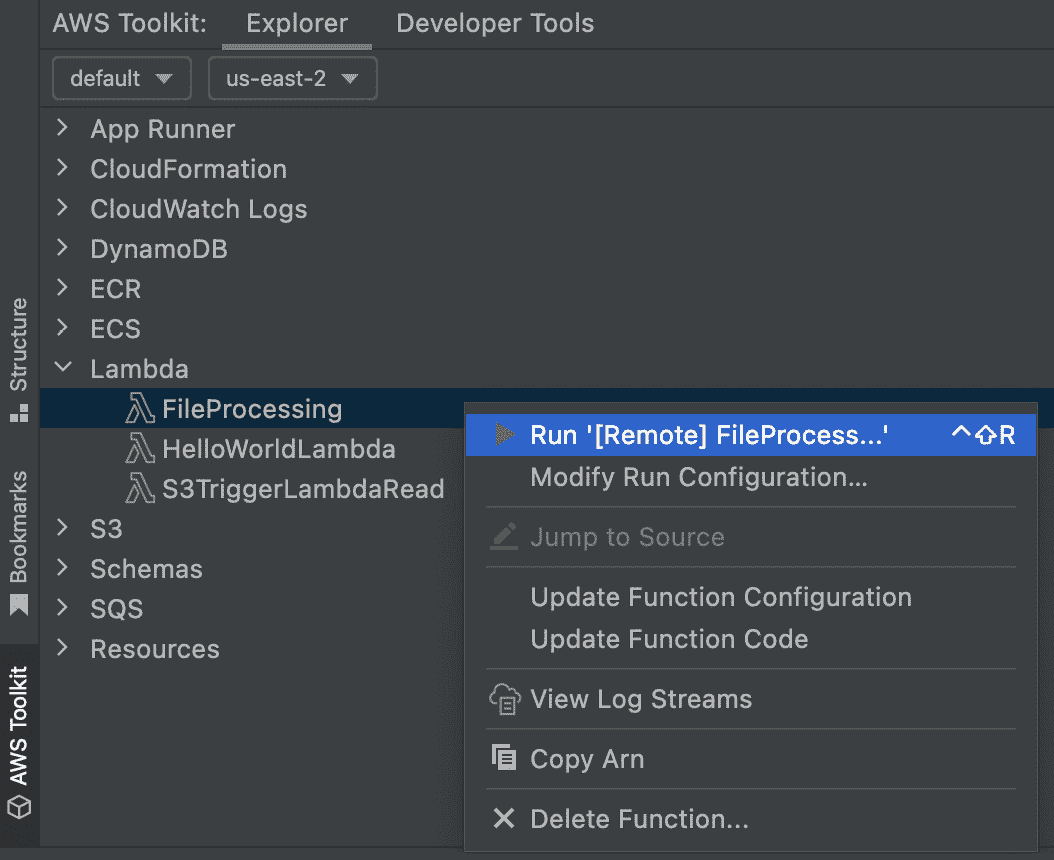 AWS Toolkit: Explorer Developer Tools
default us-east-2
App Runner
CloudFormation
CloudWatch Logs
DynamoDB
ECR
ECS
Lambda
FileProcessing
HelloWorldLambda
S3TriggerLambdaRead
S3
Schemas
SQS
Resources
Run '[Remote] FileProcess...' ^⇧R
Modify Run Configuration...
Jump to Source
Update Function Configuration
Update Function Code
View Log Streams
Copy Arn
Delete Function...
Structure
Bookmarks
AWS Toolkit